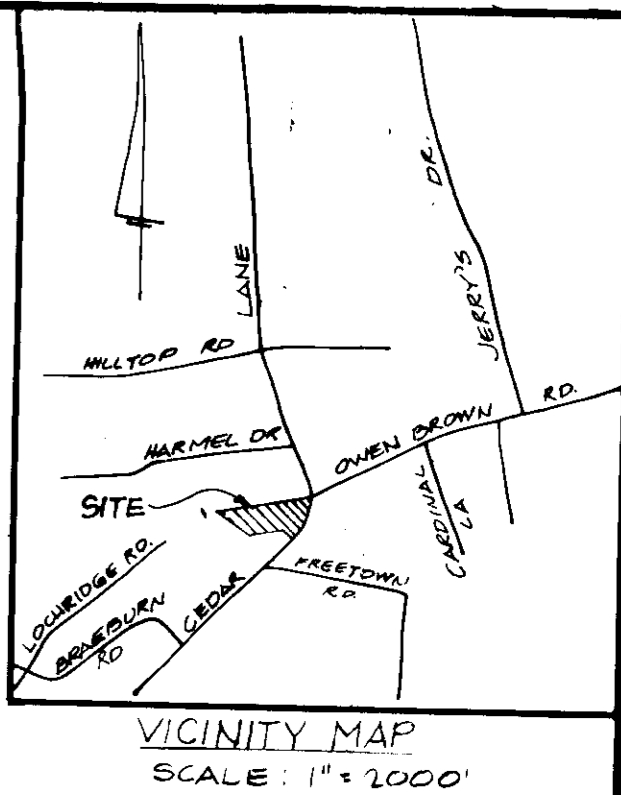 DR.
JERRY'S
LANE
HILLTOP RD
RD.
OWEN BROWN
HARMEL DR
CARDINAL
LA
SITE
LOCHRIDGE RD.
FREETOWN
RD.
BRAEBURN
RD
CEDAR
VICINITY MAP
SCALE: 1" = 2000'